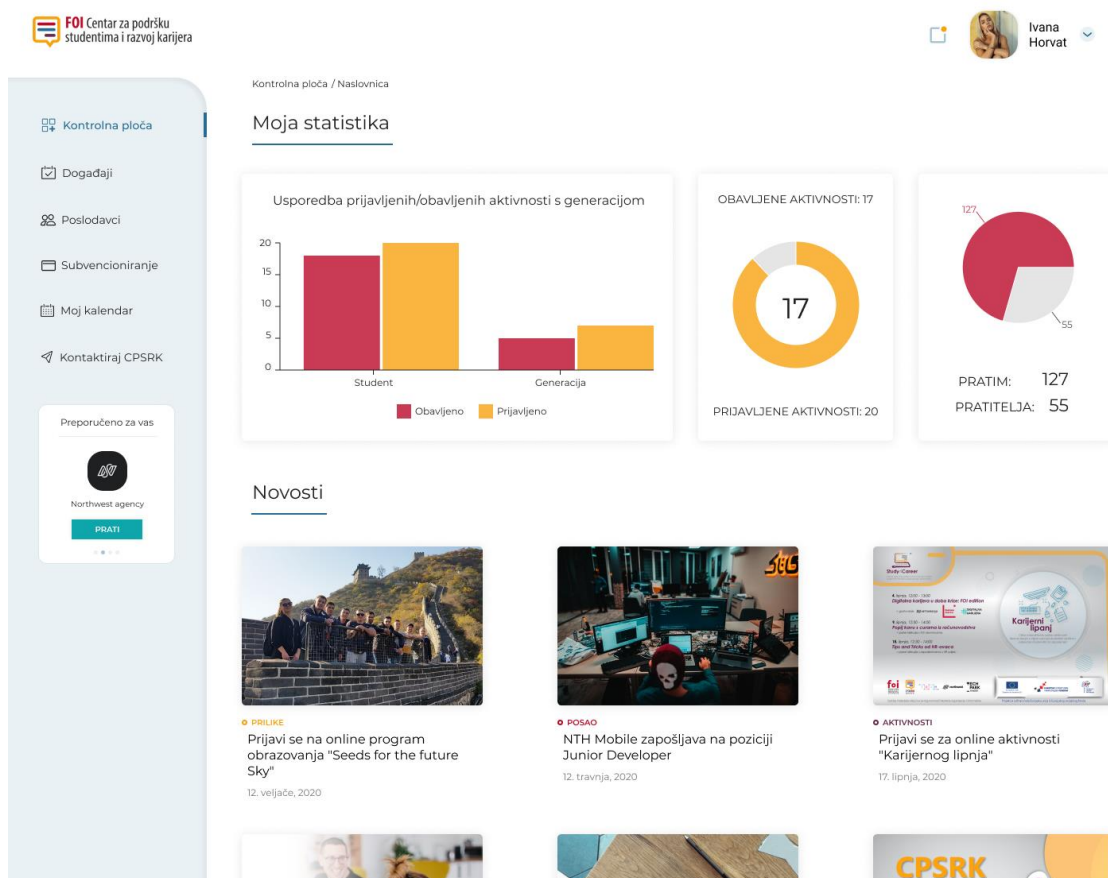 FOI Centar za podršku
studentima i razvoj karijera
Ivana
Horvat
Kontrolna ploča / Naslovnica
Kontrolna ploča
Događaji
Poslodavci
Subvencioniranje
Moj kalendar
Kontaktiraj CPSRK
Preporučeno za vas
Northwest agency
PRATI
Moja statistika
Usporedba prijavljenih/obavljenih aktivnosti s generacijom
20
15
10
5
0
Student
Generacija
Obavljeno
Prijavljeno
OBAVLJENE AKTIVNOSTI: 17
17
PRIJAVLJENE AKTIVNOSTI: 20
127
55
PRATIM: 127
PRATITELJA: 55
Novosti
PRILIKE
Prijavi se na online program
obrazovanja "Seeds for the future
Sky"
12. veljače, 2020
POSAO
NTH Mobile zapošljava na poziciji
Junior Developer
12. travnja, 2020
Karijerni
lipanj
foi
AKTIVNOSTI
Prijavi se za online aktivnosti
"Karijernog lipnja"
17. lipnja, 2020
CPSRK